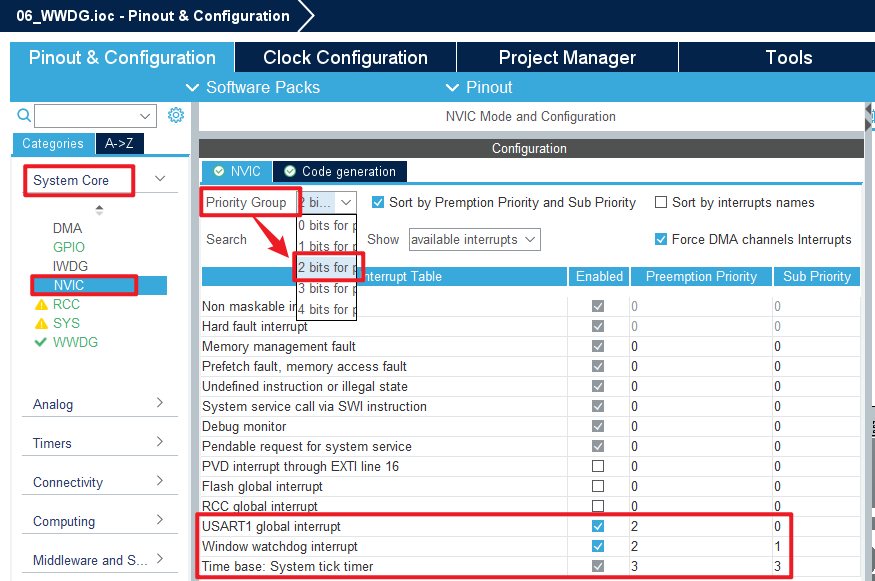 06_WWDG.ioc - Pinout & Configuration
Pinout & Configuration
Clock Configuration
Project Manager
Tools
Software Packs
Pinout
NVIC Mode and Configuration
Categories
A->Z
Configuration
System Core
DMA
GPIO
IWDG
NVIC
RCC
SYS
WWDG
Analog
Timers
Connectivity
Computing
Middleware and S...
NVIC
Code generation
Priority Group 2 bi...
Sort by Premption Priority and Sub Priority
Sort by interrupts names
0 bits for p
1 bits for p
2 bits for p
3 bits for p
4 bits for p
Search
Show available interrupts
Force DMA channels Interrupts
Interrupt Table Enabled Preemption Priority Sub Priority
Non maskable in 0 0
Hard fault interrupt 0 0
Memory management fault 0 0
Prefetch fault, memory access fault 0 0
Undefined instruction or illegal state 0 0
System service call via SWI instruction 0 0
Debug monitor 0 0
Pendable request for system service 0 0
PVD interrupt through EXTI line 16 0 0
Flash global interrupt 0 0
RCC global interrupt 0 0
USART1 global interrupt 2 0
Window watchdog interrupt 2 1
Time base: System tick timer 3 3